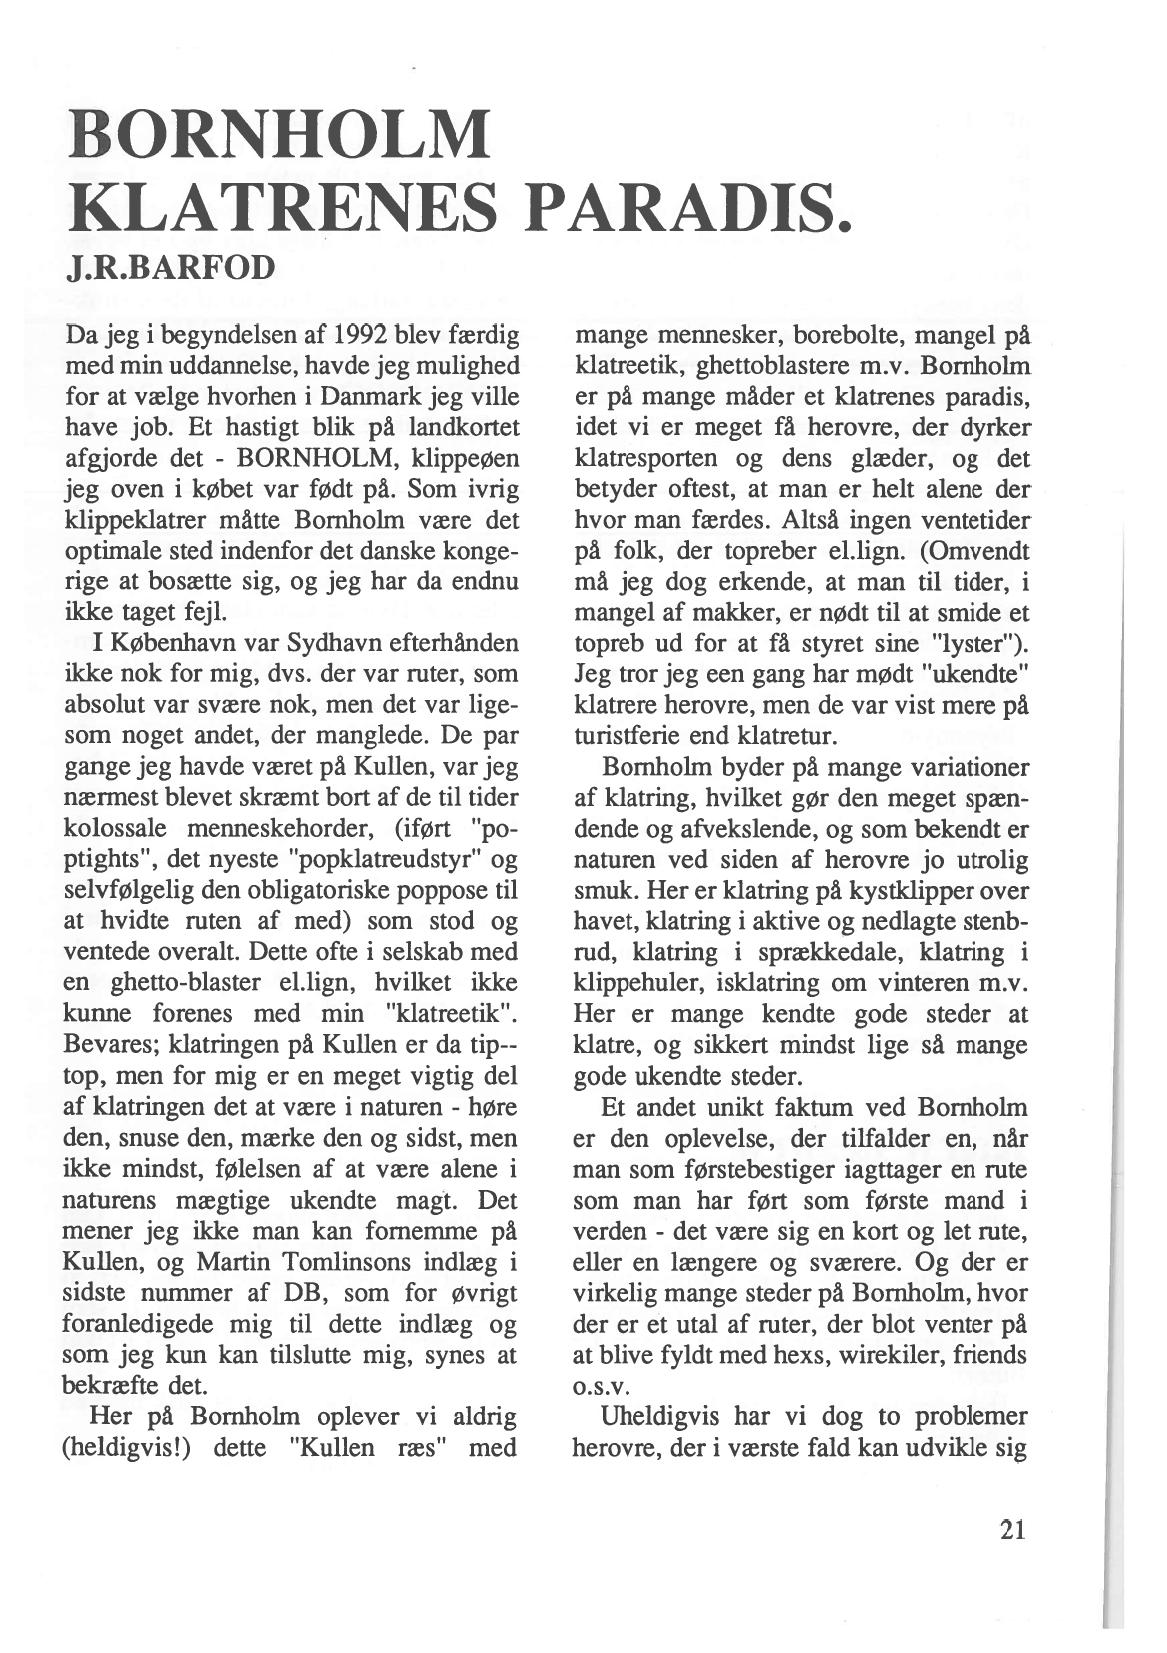 BORNHOLM
KLATRENES PARADIS.
J.R.BARFOD
Da jeg i begyndelsen af 1992 blev færdig
med min uddannelse, havde jeg mulighed
for at vælge hvorhen i Danmark jeg ville
have job. Et hastigt blik på landkortet
afgjorde det - BORNHOLM, klippeøen
jeg oven i købet var født på. Som ivrig
klippeklatrer måtte Bornholm være det
optimale sted indenfor det danske konge-
rige at bosætte sig, og jeg har da endnu
ikke taget fejl.
I København var Sydhavn efterhånden
ikke nok for mig, dvs. der var ruter, som
absolut var svære nok, men det var lige-
som noget andet, der manglede. De par
gange jeg havde været på Kullen, var jeg
nærmest blevet skræmt bort af de til tider
kolossale menneskehorder, (iført "po-
ptights", det nyeste "popklatreudstyr" og
selvfølgelig den obligatoriske poppose til
at hvidte ruten af med) som stod og
ventede overalt. Dette ofte i selskab med
en ghetto-blaster el.lign, hvilket ikke
kunne forenes med min "klatreetik".
Bevares; klatringen på Kullen er da tip--
top, men for mig er en meget vigtig del
af klatringen det at være i naturen - høre
den, snuse den, mærke den og sidst, men
ikke mindst, følelsen af at være alene i
naturens mægtige ukendte magt. Det
mener jeg ikke man kan fornemme på
Kullen, og Martin Tomlinsons indlæg i
sidste nummer af DB, som for øvrigt
foranledigede mig til dette indlæg og
som jeg kun kan tilslutte mig, synes at
bekræfte det.
Her på Bornholm oplever vi aldrig
(heldigvis!) dette "Kullen ræs" med
mange mennesker, borebolte, mangel på
klatreetik, ghettoblastere m.v. Bornholm
er på mange måder et klatrenes paradis,
idet vi er meget få herovre, der dyrker
klatresporten og dens glæder, og det
betyder oftest, at man er helt alene der
hvor man færdes. Altså ingen ventetider
på folk, der topreber el.lign. (Omvendt
må jeg dog erkende, at man til tider, i
mangel af makker, er nødt til at smide et
topreb ud for at få styret sine "lyster").
Jeg tror jeg een gang har mødt "ukendte"
klatrere herovre, men de var vist mere på
turistferie end klatretur.
Bornholm byder på mange variationer
af klatring, hvilket gør den meget spæn-
dende og afvekslende, og som bekendt er
naturen ved siden af herovre jo utrolig
smuk. Her er klatring på kystklipper over
havet, klatring i aktive og nedlagte stenb-
rud, klatring i sprækkedale, klatring i
klippehuler, isklatring om vinteren m.v.
Her er mange kendte gode steder at
klatre, og sikkert mindst lige så mange
gode ukendte steder.
Et andet unikt faktum ved Bornholm
er den oplevelse, der tilfalder en, når
man som førstebestiger iagttager en rute
som man har ført som første mand i
verden - det være sig en kort og let rute,
eller en længere og sværere. Og der er
virkelig mange steder på Bornholm, hvor
der er et utal af ruter, der blot venter på
at blive fyldt med hexs, wirekiler, friends
o.s.v.
Uheldigvis har vi dog to problemer
herovre, der i værste fald kan udvikle sig
21